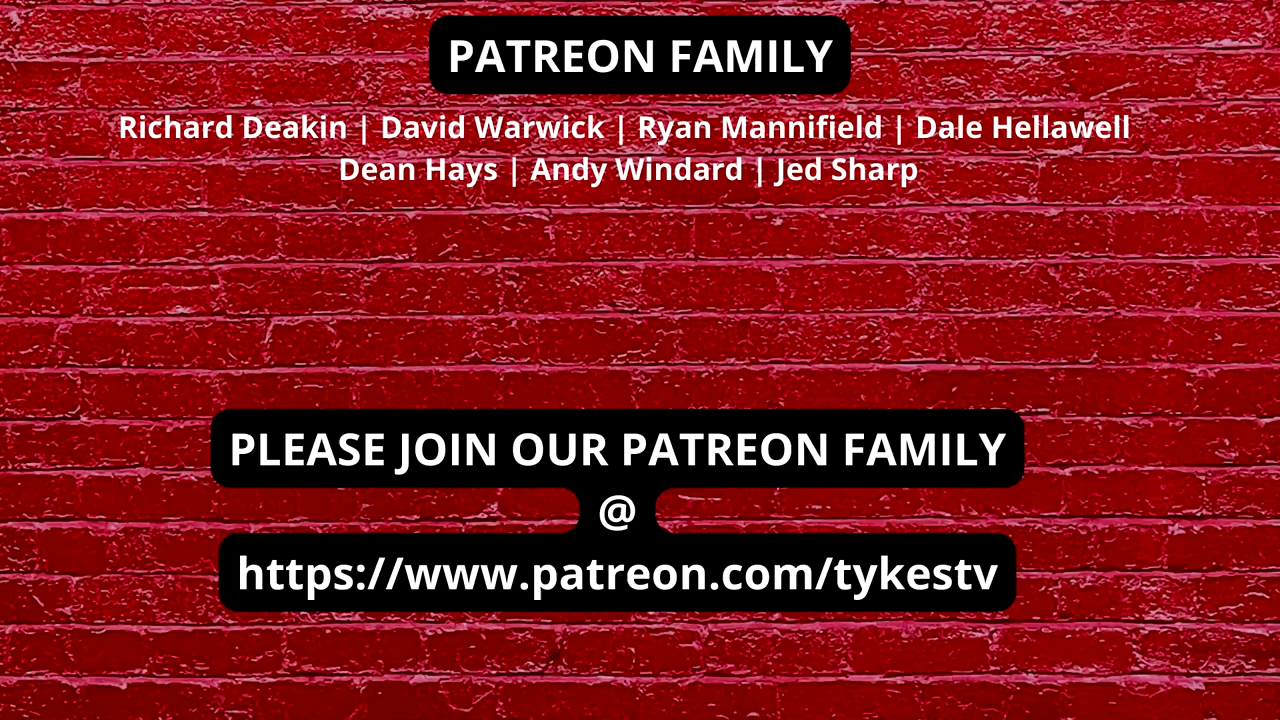 PATREON FAMILY
Richard Deakin | David Warwick | Ryan Mannifield | Dale Hellawell
Dean Hays | Andy Windard | Jed Sharp
PLEASE JOIN OUR PATREON FAMILY
@
https://www.patreon.com/tykestv